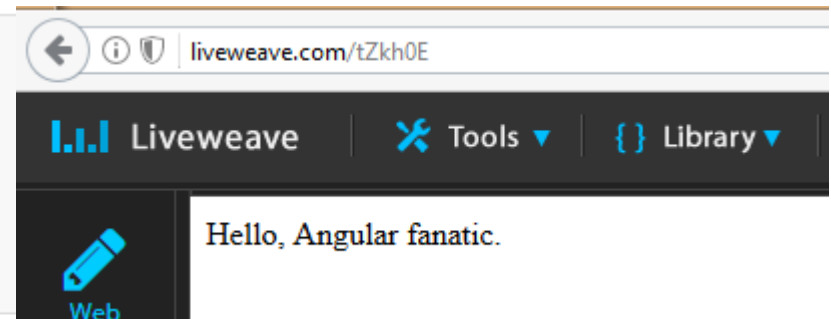 liveweave.com/tZkh0E
Liveweave Tools Library
Hello, Angular fanatic.
Web